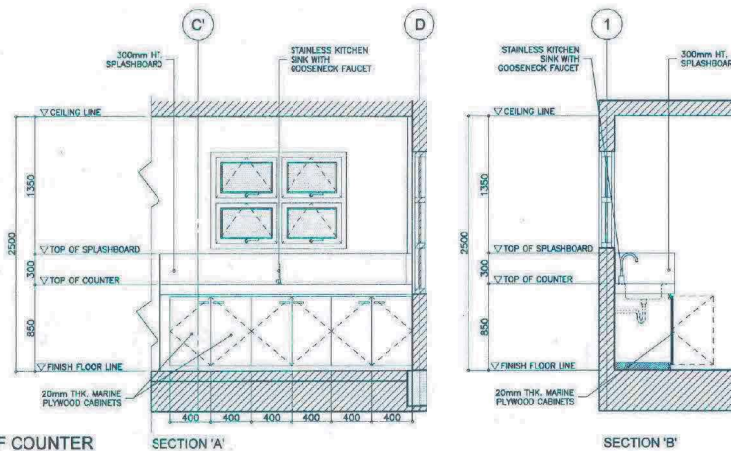 C'
D
1
300mm HT.
SPLASHBOARD
STAINLESS KITCHEN
SINK WITH
GOOSENECK FAUCET
STAINLESS KITCHEN
SINK WITH
GOOSENECK FAUCET
300mm HT.
SPLASHBOAR
CEILING LINE
CEILING LINE
1350
2500
1350
2500
TOP OF SPLASHBOARD
TOP OF SPLASHBOARD
300
300
TOP OF COUNTER
TOP OF COUNTER
850
850
FINISH FLOOR LINE
FINISH FLOOR LINE
20mm THK. MARINE
PLYWOOD CABINETS
20mm THK. MARINE
PLYWOOD CABINETS
400 400 400 400 400 400
F COUNTER
SECTION 'A'
SECTION 'B'